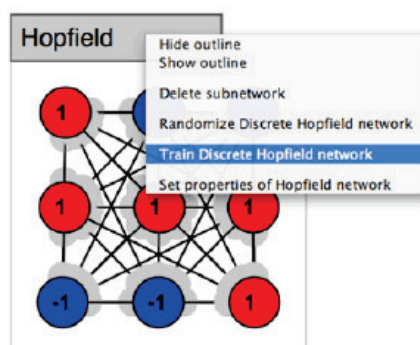 Hopfield
Hide outline
Show outline
Delete subnetwork
Randomize Discrete Hopfield network
Train Discrete Hopfield network
Set properties of Hopfield network
1
1 1 1
-1 -1 1